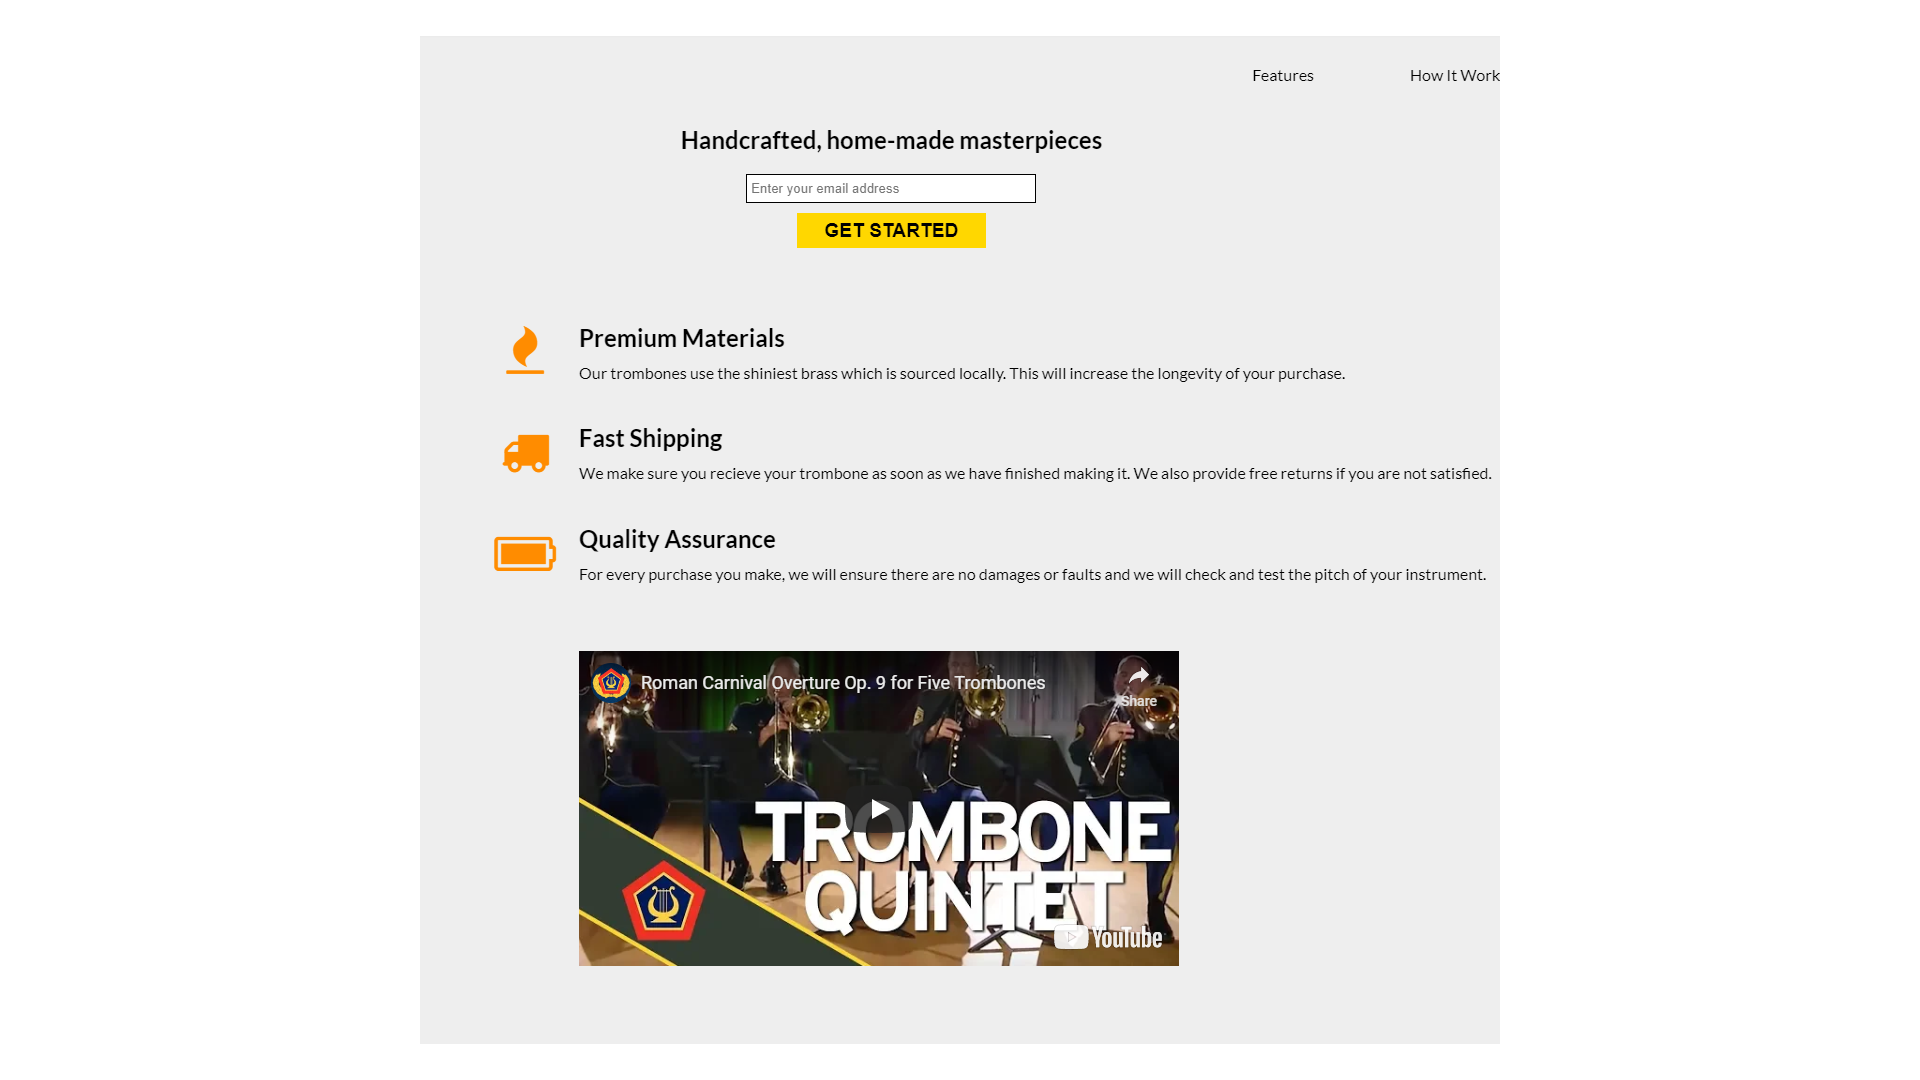 Features
How It Work
Handcrafted, home-made masterpieces
Enter your email address
GET STARTED
Premium Materials
Our trombones use the shiniest brass which is sourced locally. This will increase the longevity of your purchase.
Fast Shipping
We make sure you recieve your trombone as soon as we have finished making it. We also provide free returns if you are not satisfied.
Quality Assurance
For every purchase you make, we will ensure there are no damages or faults and we will check and test the pitch of your instrument.
Roman Carnival Overture Op. 9 for Five Trombones
Share
TROMBONE
QUINTET
YouTube